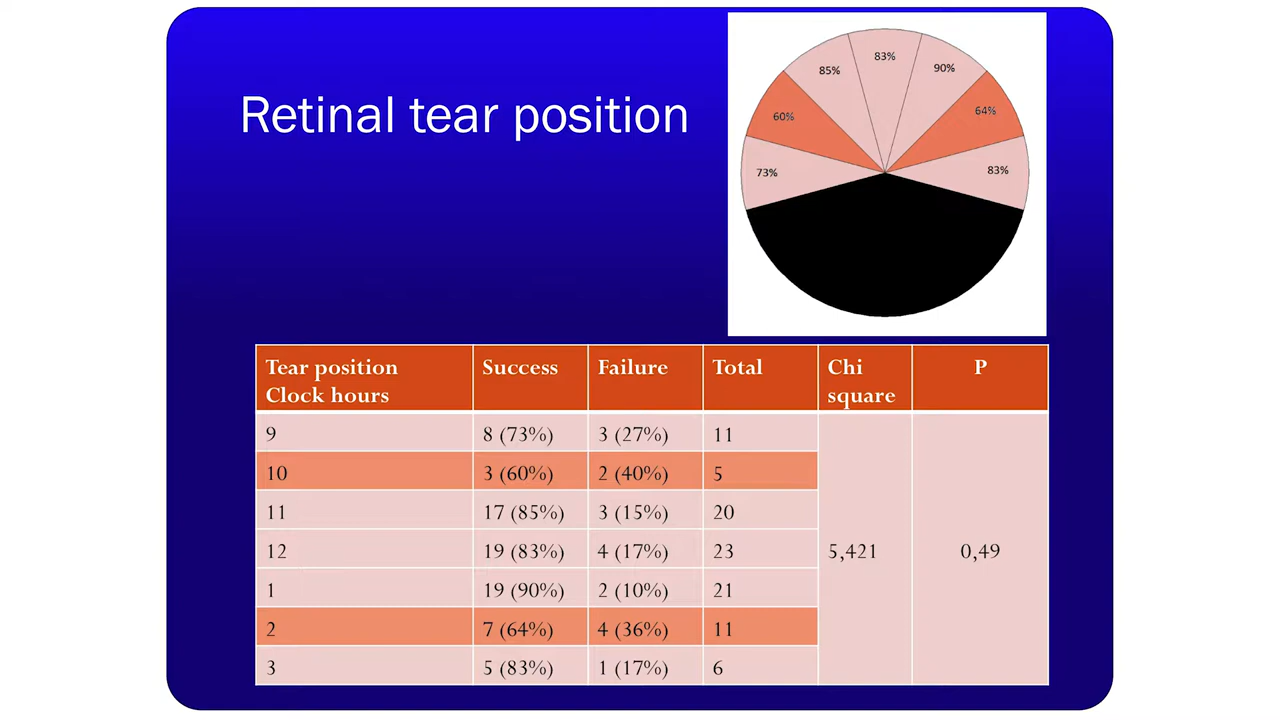 Retinal tear position
83%
85%
90%
60%
64%
73%
83%
Tear position Clock hours Success Failure Total Chi square P
9 8 (73%) 3 (27%) 11
10 3 (60%) 2 (40%) 5
11 17 (85%) 3 (15%) 20
12 19 (83%) 4 (17%) 23 5,421 0,49
1 19 (90%) 2 (10%) 21
2 7 (64%) 4 (36%) 11
3 5 (83%) 1 (17%) 6